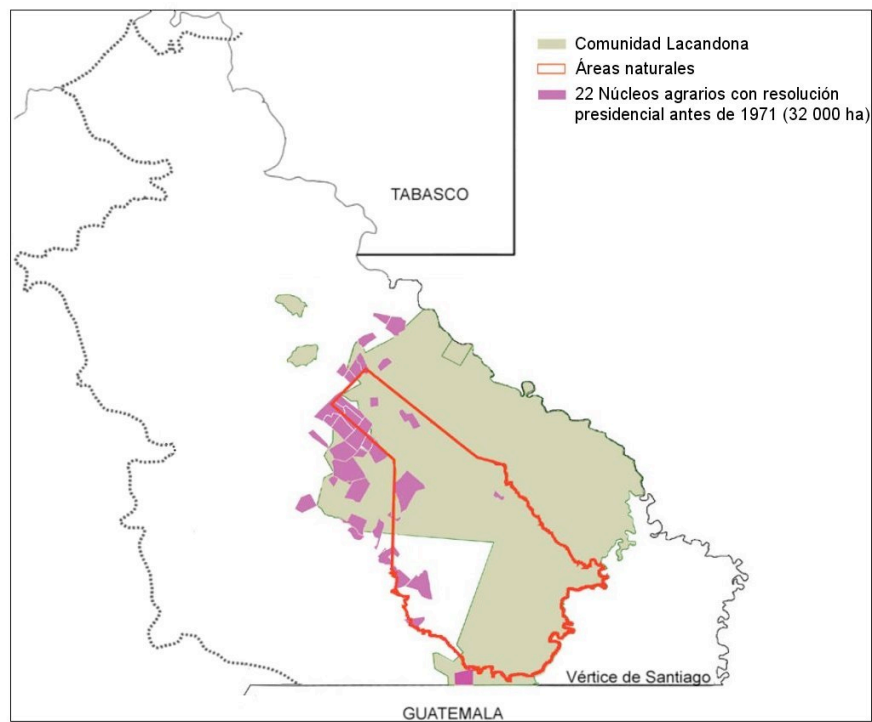 Comunidad Lacandona
Áreas naturales
22 Núcleos agrarios con resolución
presidencial antes de 1971 (32 000 ha)
TABASCO
Vértice de Santiago
GUATEMALA